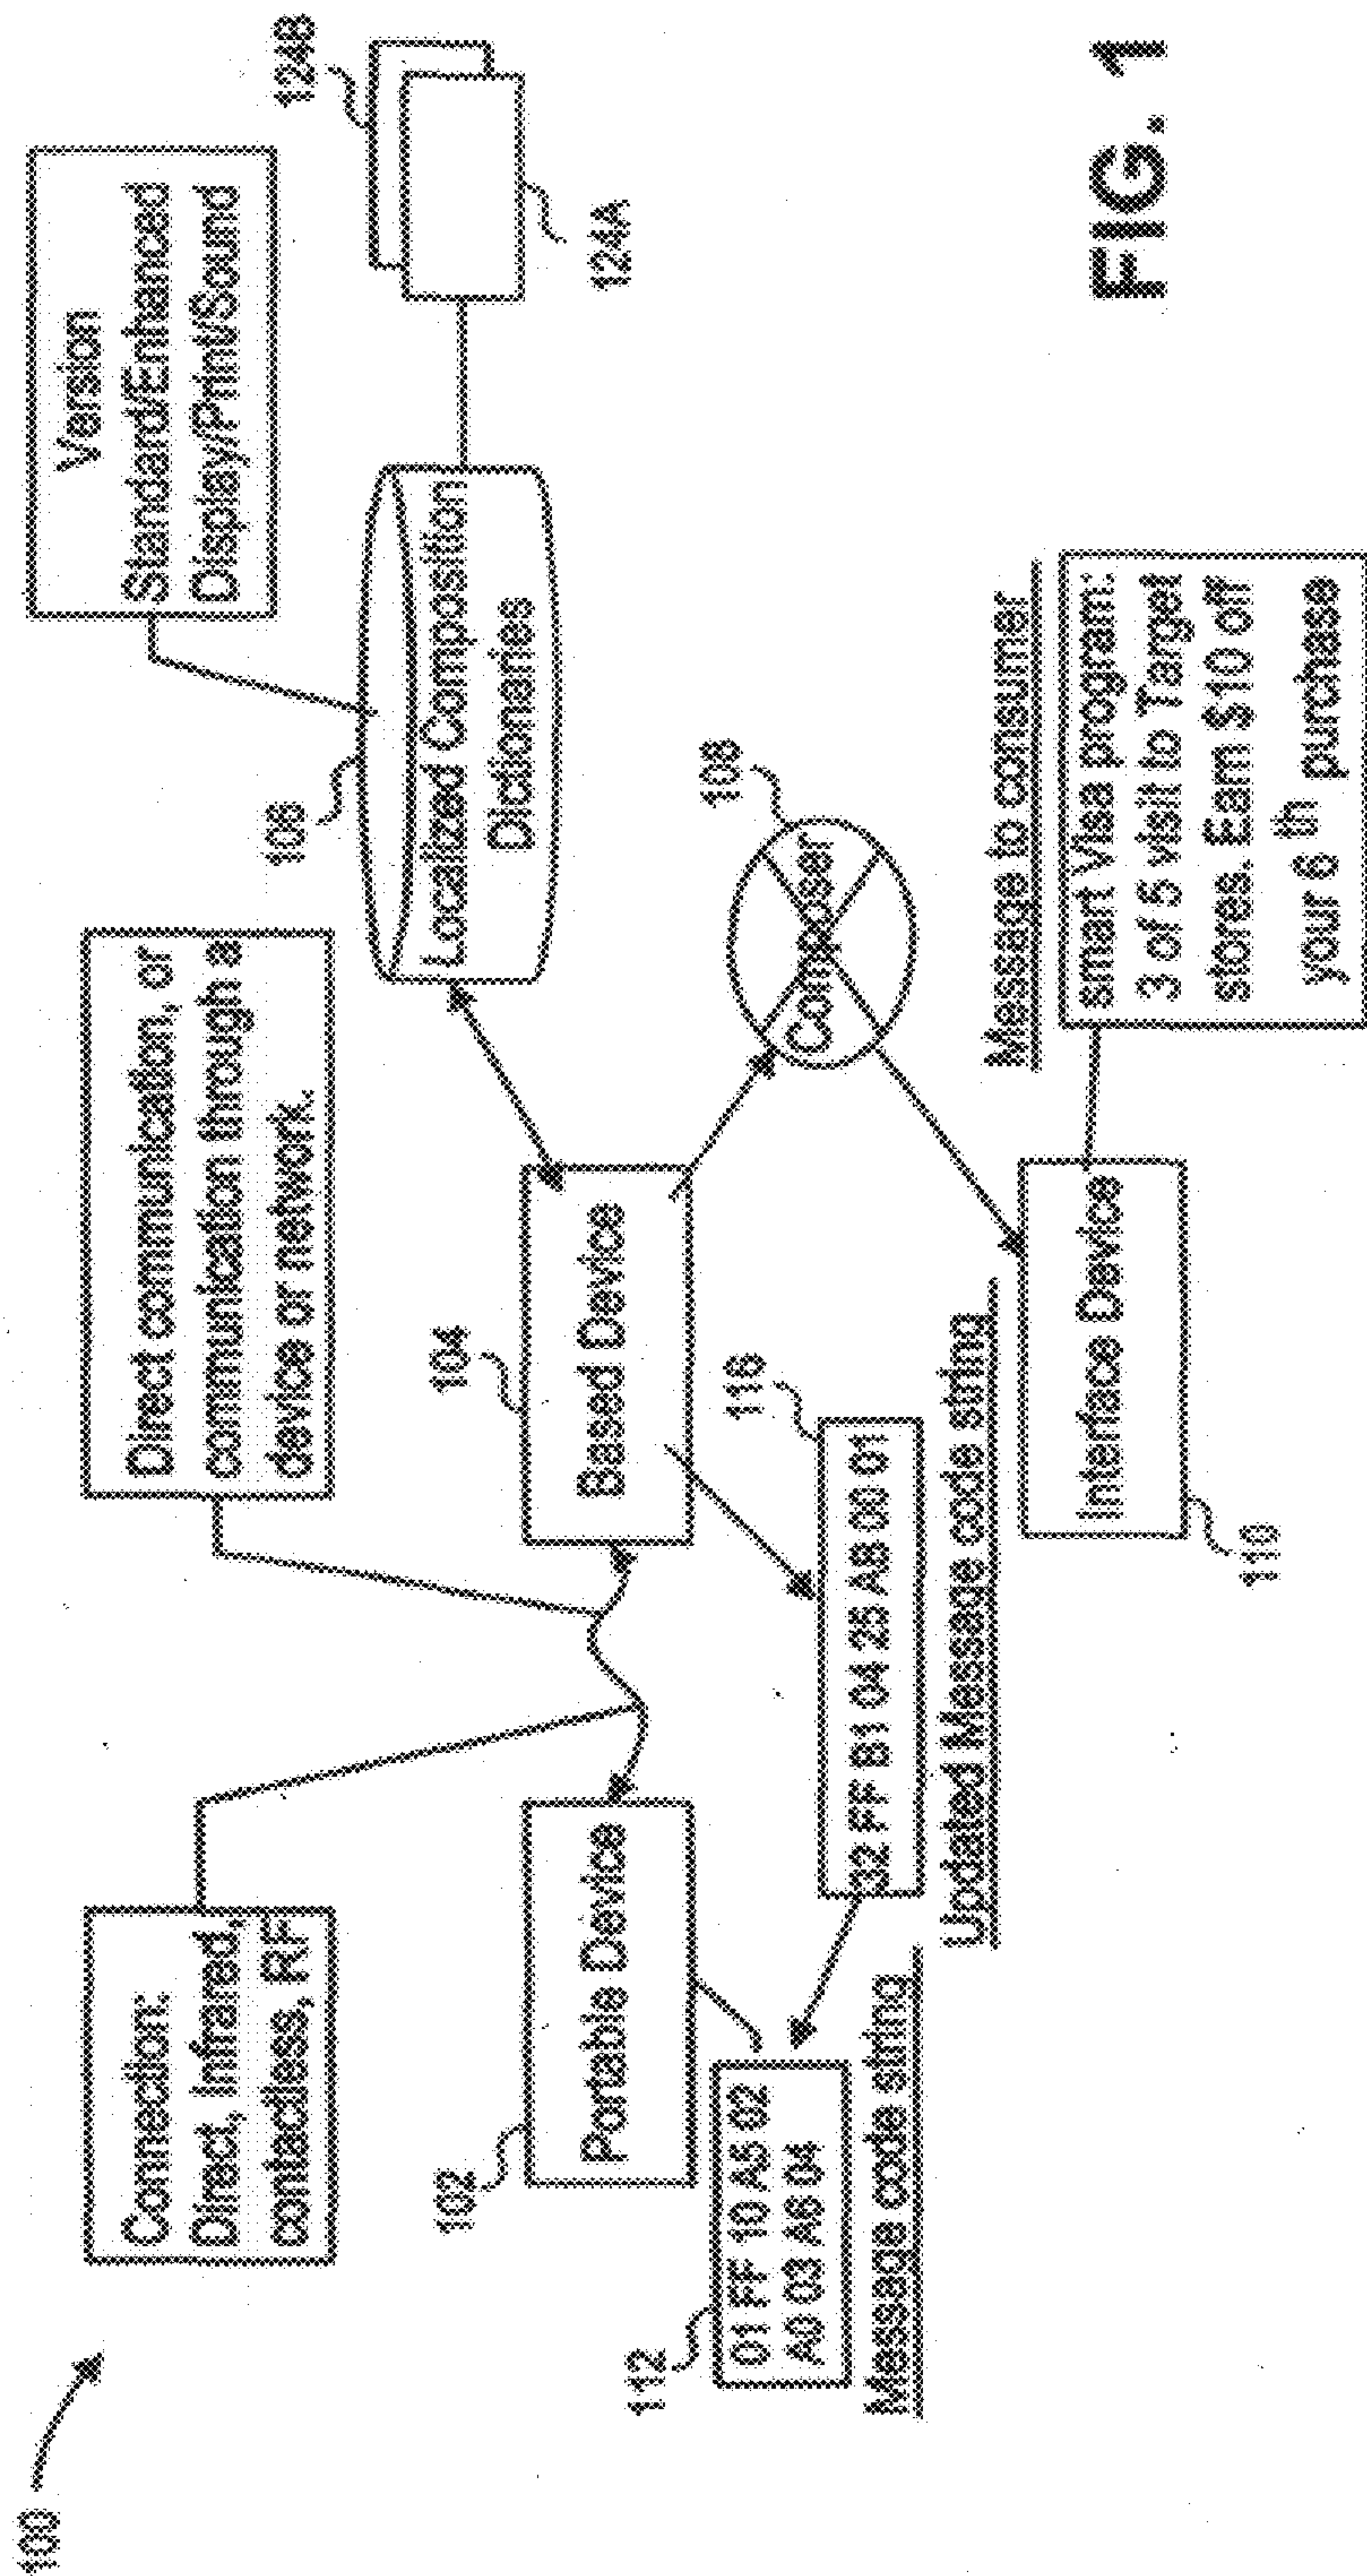 100
Connection:
Direct, Infrared,
contactless, RF
Direct communication, or
communication through a
device or network.
Version
Standard/Enhanced
Display/Print/Sound
102
Portable Device
104
Based Device
108
Localized Composition
Dictionaries
124B
124A
112
01 FF 10 A5 02
A0 03 A6 04
Message code string
116
32 FF B1 04 25 AB 00 01
Updated Message code string
108
Composer
110
Interface Device
Message to consumer
smart Visa program:
3 of 5 visit to Target
stores. Earn $10 off
your 6 th purchase
FIG. 1